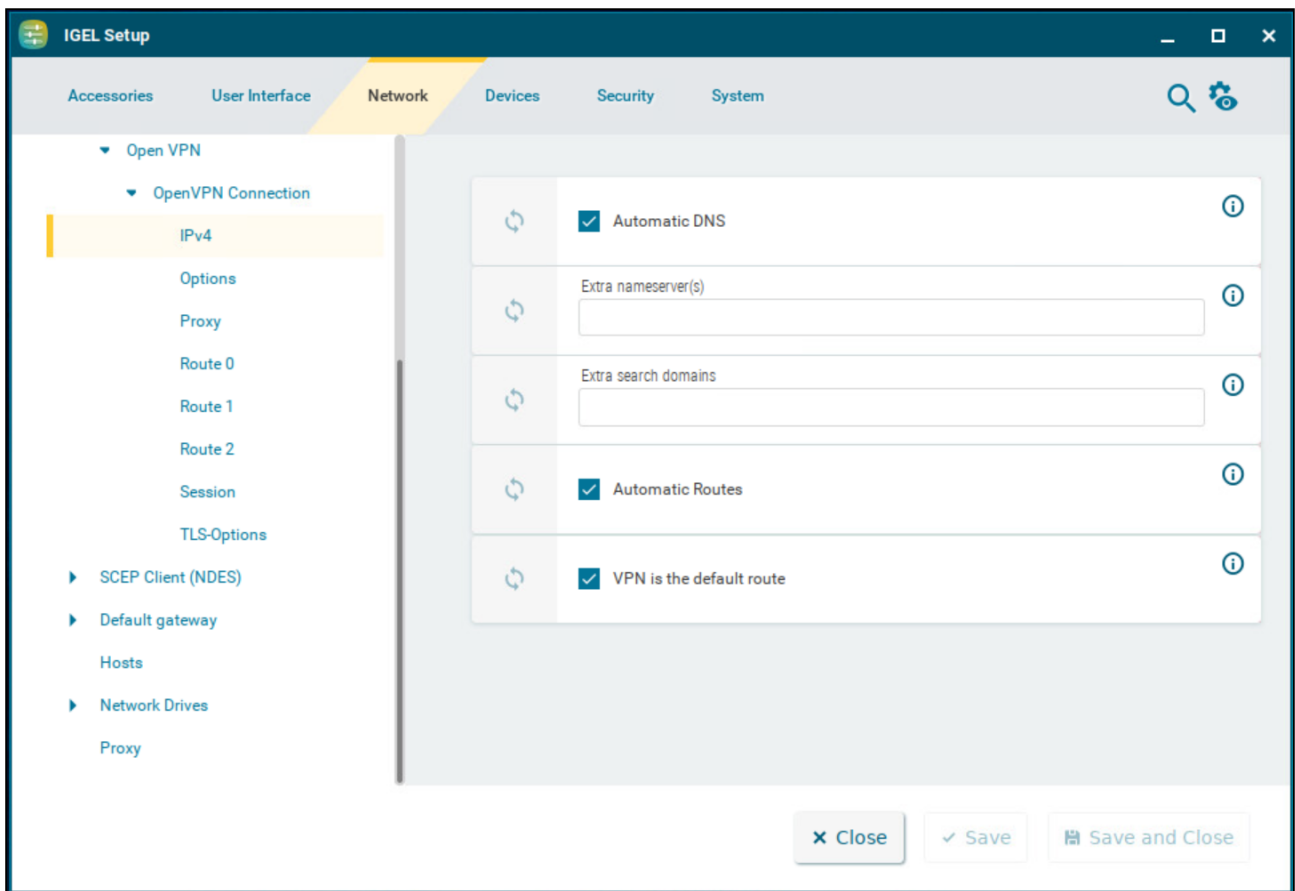 IGEL Setup
Accessories User Interface Network Devices Security System
Open VPN
OpenVPN Connection
IPv4
Options
Proxy
Route 0
Route 1
Route 2
Session
TLS-Options
SCEP Client (NDES)
Default gateway
Hosts
Network Drives
Proxy
Automatic DNS
Extra nameserver(s)
Extra search domains
Automatic Routes
VPN is the default route
Close Save Save and Close